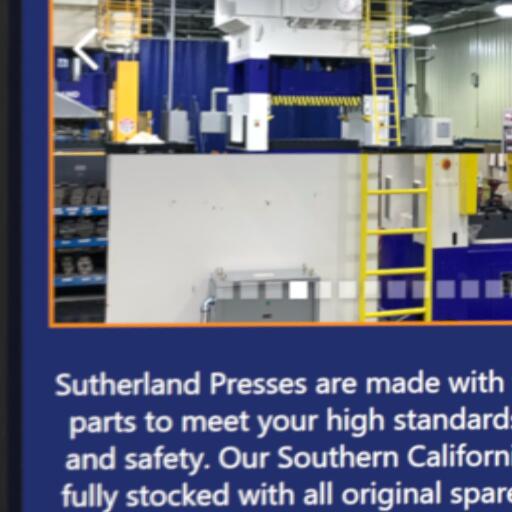 Sutherland Presses are made with
parts to meet your high standards
and safety. Our Southern Californi
fully stocked with all original spare